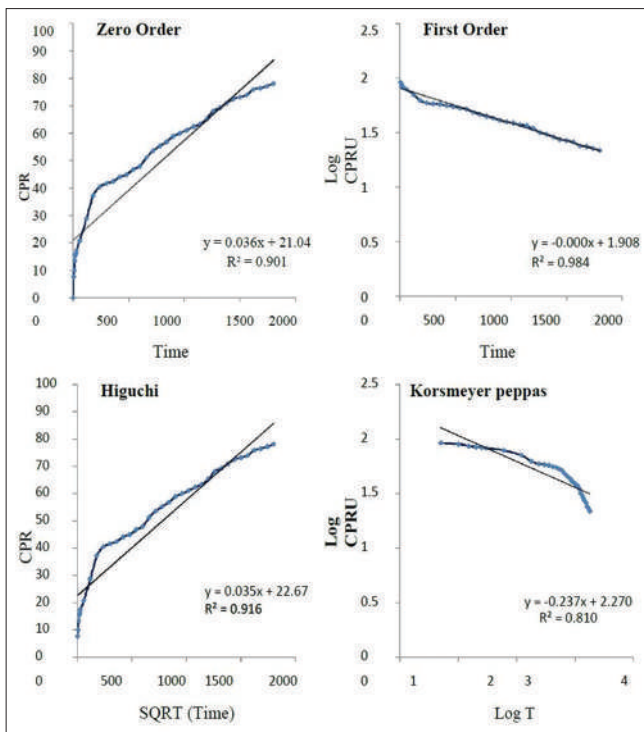 Zero Order
100
90
80
70
60
50
40
30
20
10
0
CPR
y = 0.036x + 21.04
R² = 0.901
0 500 1000 1500 2000
Time
First Order
2.5
2
1.5
1
0.5
0
Log
CPRU
y = -0.000x + 1.908
R² = 0.984
0 500 1000 1500 2000
Time
Higuchi
100
90
80
70
60
50
40
30
20
10
0
CPR
y = 0.035x + 22.67
R² = 0.916
0 500 1000 1500 2000
SQRT (Time)
Korsmeyer peppas
2.5
2
1.5
1
0.5
0
Log
CPRU
y = -0.237x + 2.270
R² = 0.810
0 1 2 3 4
Log T